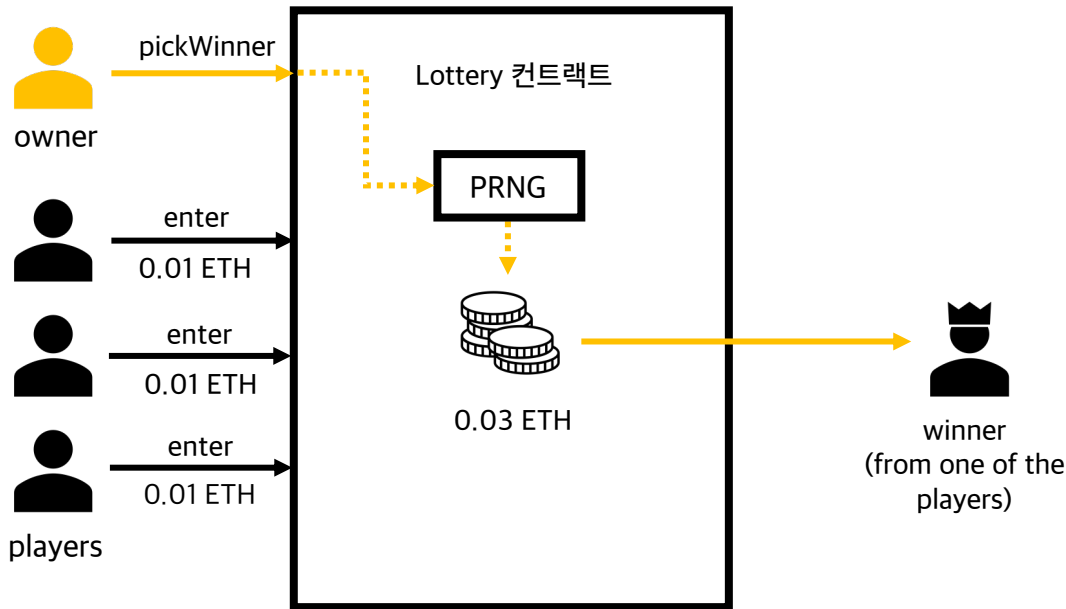 pickWinner
Lottery 컨트랙트
owner
PRNG
enter
0.01 ETH
enter
0.01 ETH
0.03 ETH
enter
0.01 ETH
players
winner
(from one of the
players)